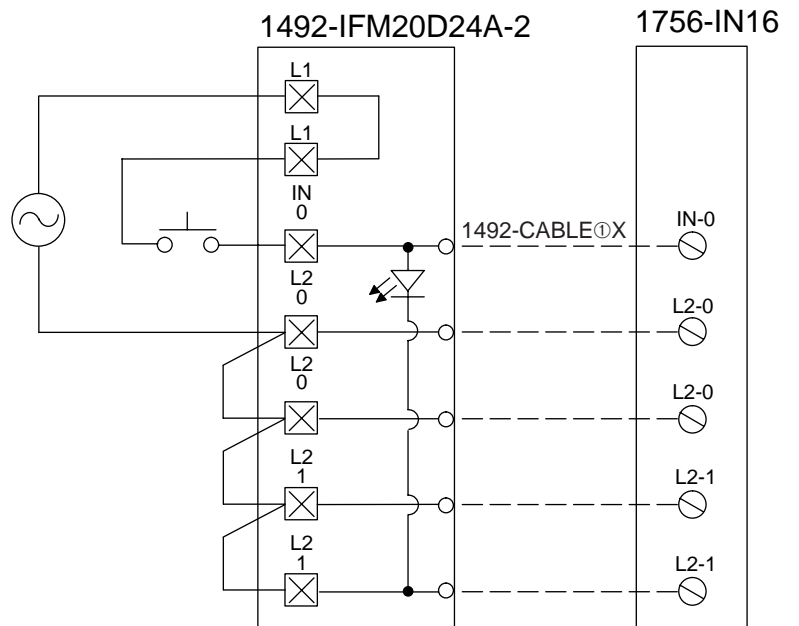 1492-IFM20D24A-2
1756-IN16
L1
L1
IN
0
1492-CABLE①X
IN-0
L2
0
L2-0
L2
0
L2-0
L2
1
L2-1
L2
1
L2-1